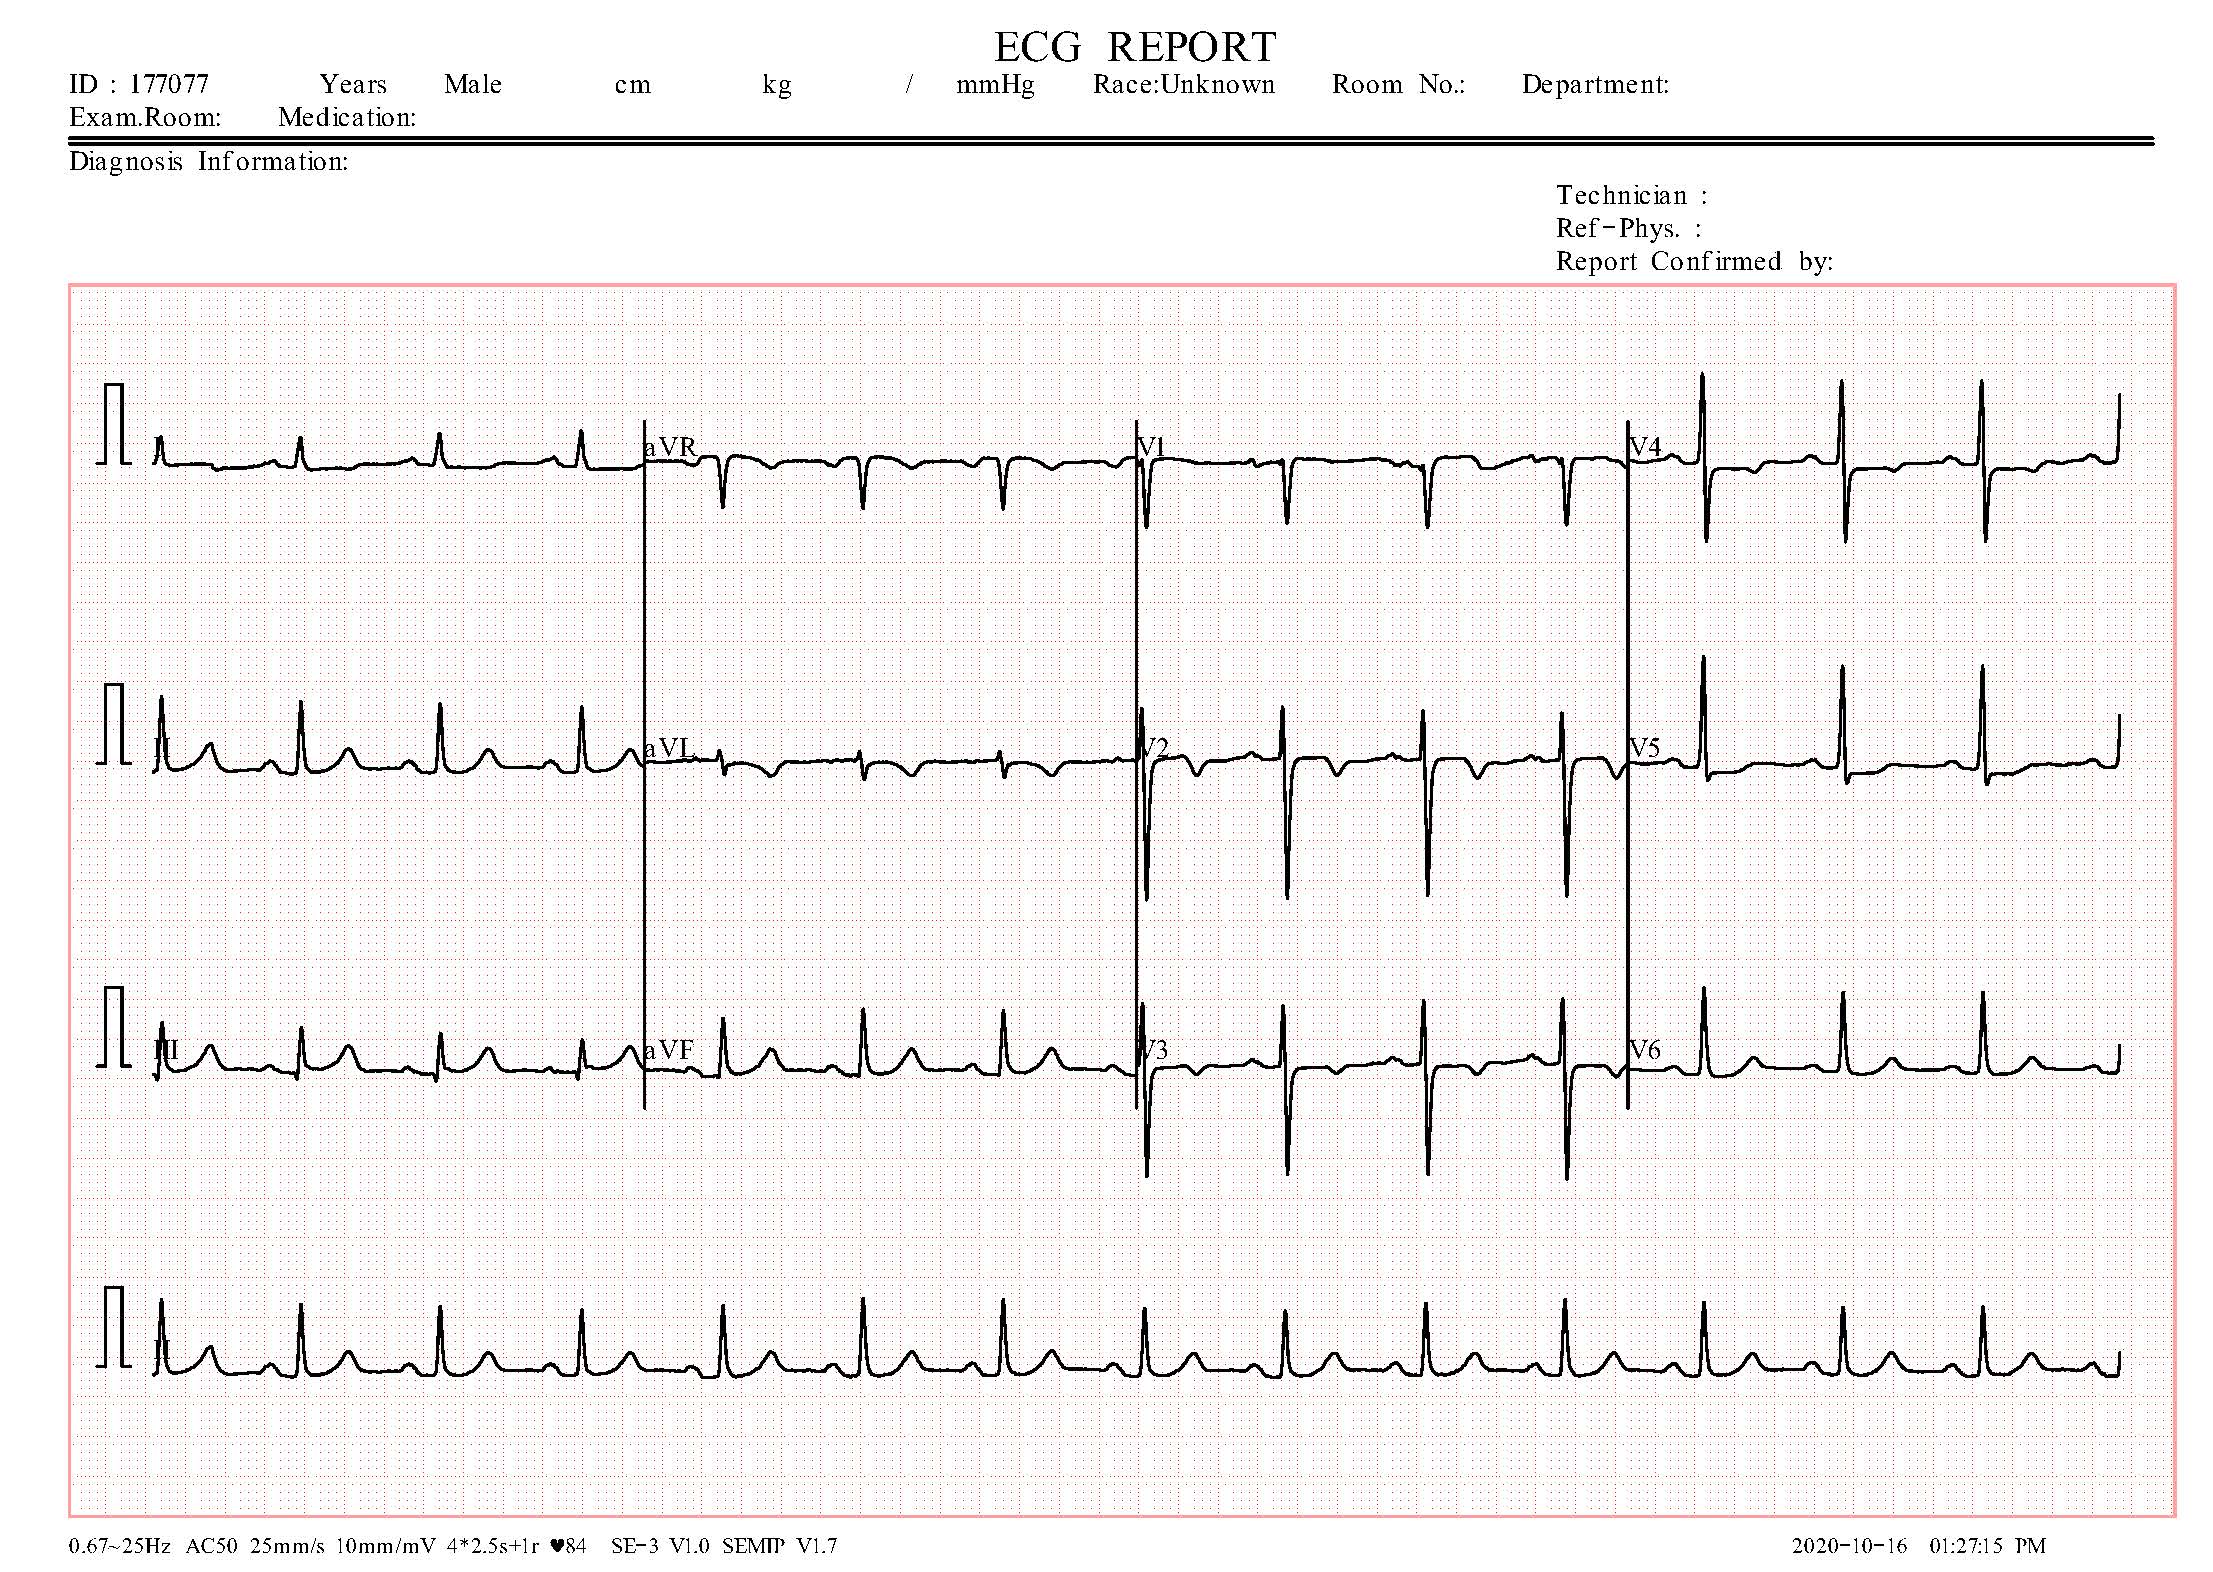 ECG REPORT
ID : 177077 Years Male cm kg / mmHg Race:Unknown Room No.: Department:
Exam.Room: Medication:
Diagnosis Information:
Technician :
Ref-Phys. :
Report Confirmed by:
I aVR V1 V4
II aVL V2 V5
III aVF V3 V6
II
0.67~25Hz AC50 25mm/s 10mm/mV 4*2.5s+1r ♥84 SE-3 V1.0 SEMIP V1.7 2020-10-16 01:27:15 PM